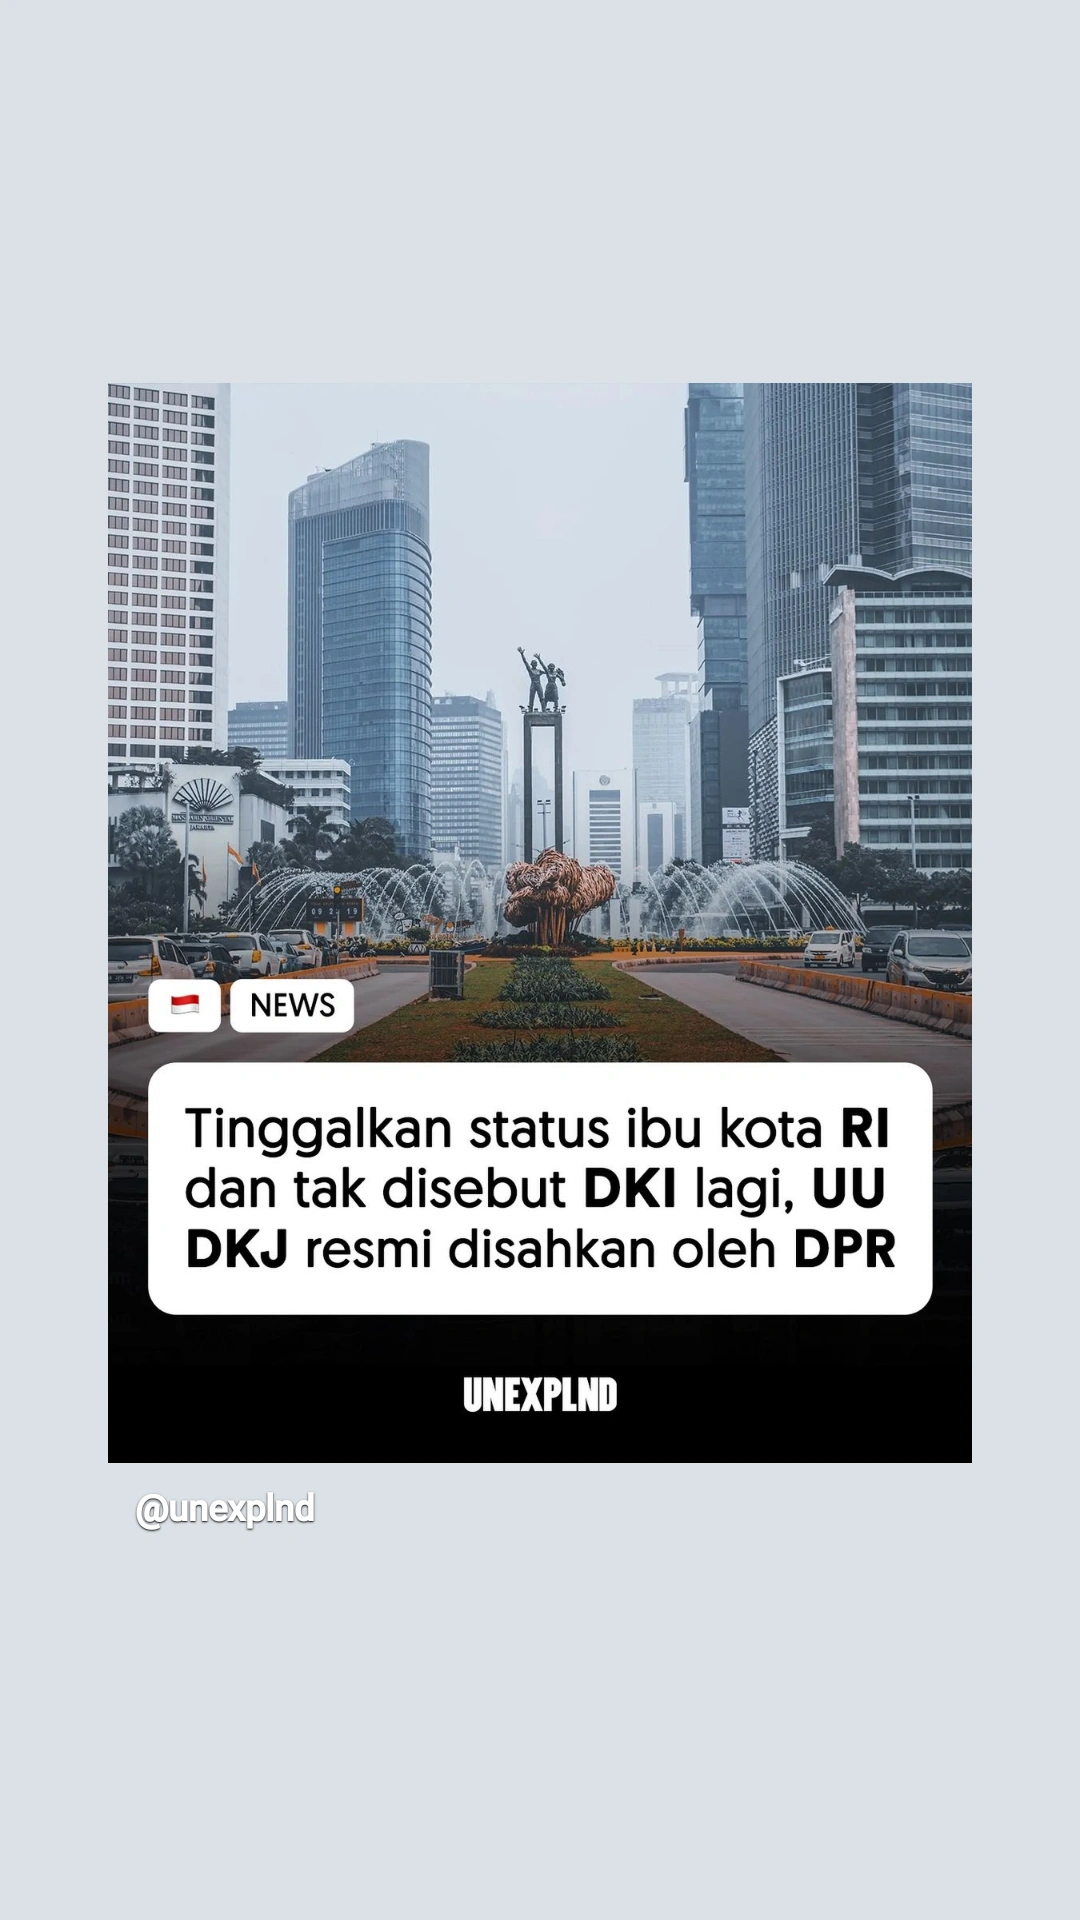 NEWS
Tinggalkan status ibu kota RI
dan tak disebut DKI lagi, UU
DKJ resmi disahkan oleh DPR
UNEXPLND
@unexplnd